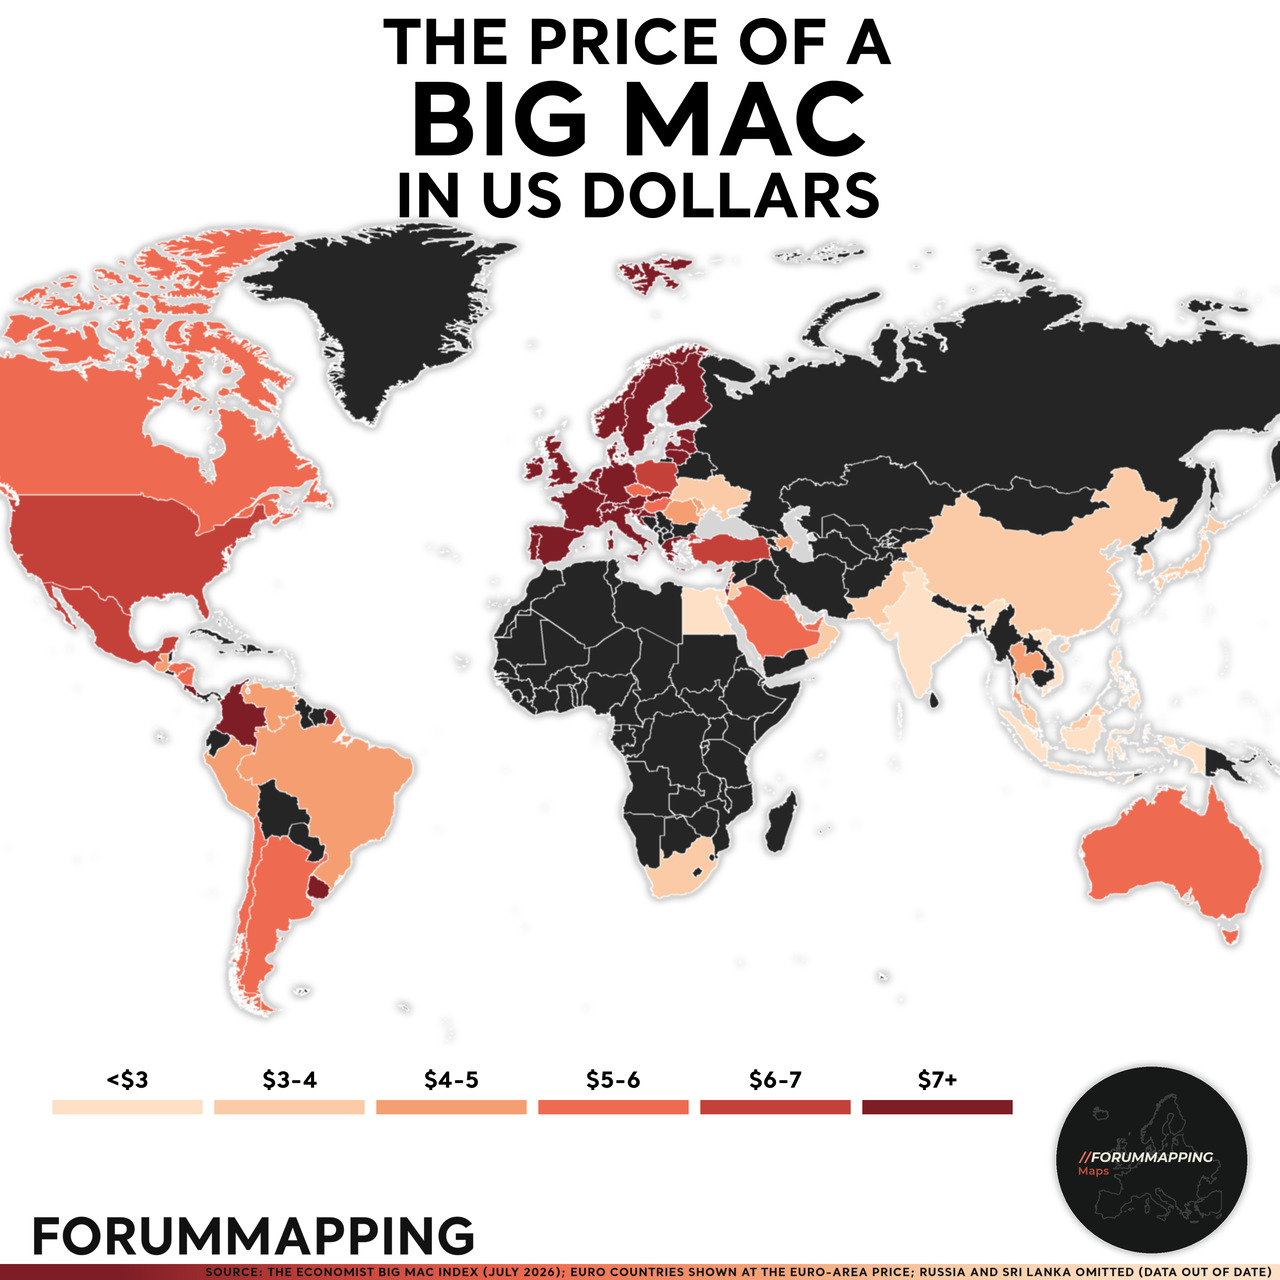 THE PRICE OF A
BIG MAC
IN US DOLLARS
<$3
$3-4
$4-5
$5-6
$6-7
$7+
//FORUMMAPPING
Maps
FORUMMAPPING
SOURCE: THE ECONOMIST BIG MAC INDEX (JULY 2026); EURO COUNTRIES SHOWN AT THE EURO-AREA PRICE; RUSSIA AND SRI LANKA OMITTED (DATA OUT OF DATE)